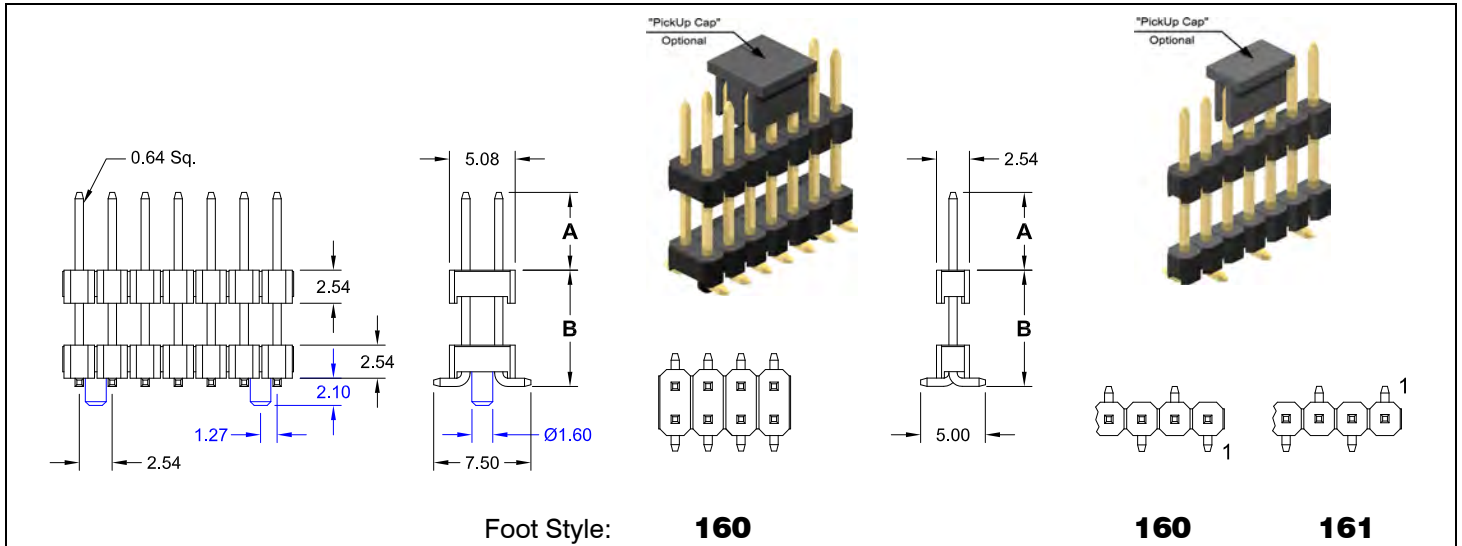 "PickUp Cap"
Optional
"PickUp Cap"
Optional
0.64 Sq.
5.08
2.54
A
A
2.54
B
B
2.54
2.10
1.27
Ø1.60
2.54
7.50
5.00
1
1
Foot Style: 160 160 161